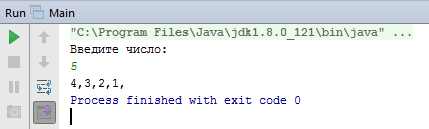 Run Main
"C:\Program Files\Java\jdk1.8.0_121\bin\java" ...
Введите число:
5
4,3,2,1,
Process finished with exit code 0